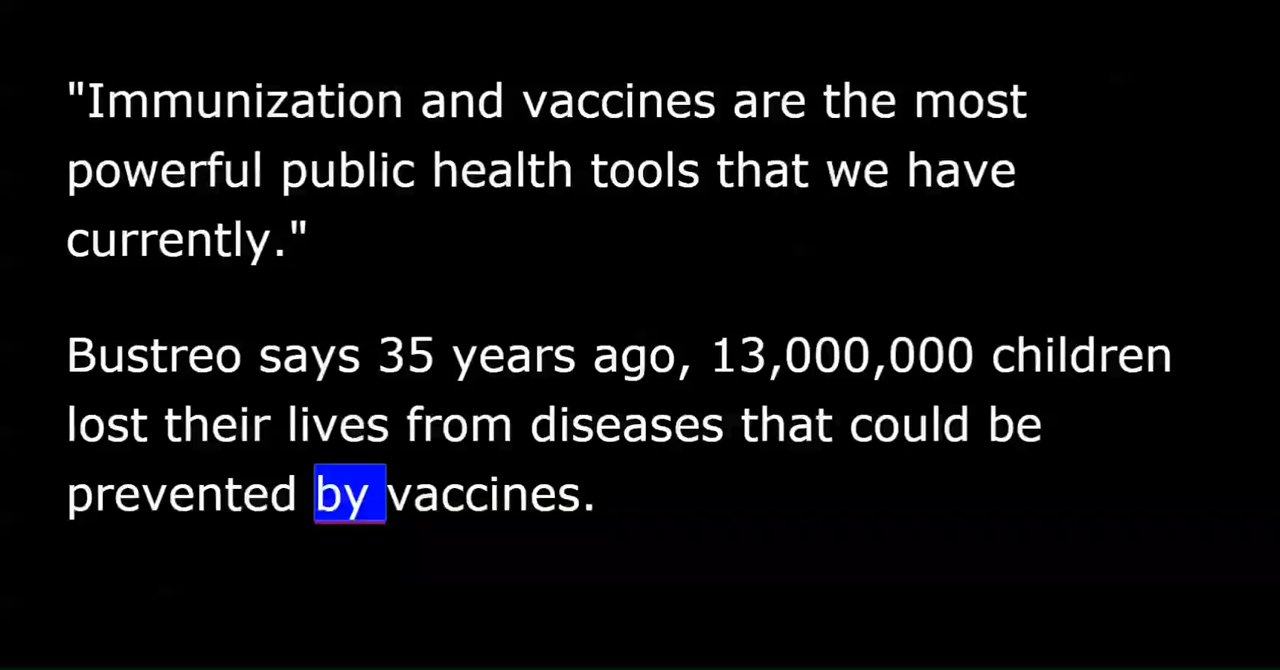 "Immunization and vaccines are the most
powerful public health tools that we have
currently."
Bustreo says 35 years ago, 13,000,000 children
lost their lives from diseases that could be
prevented by vaccines.